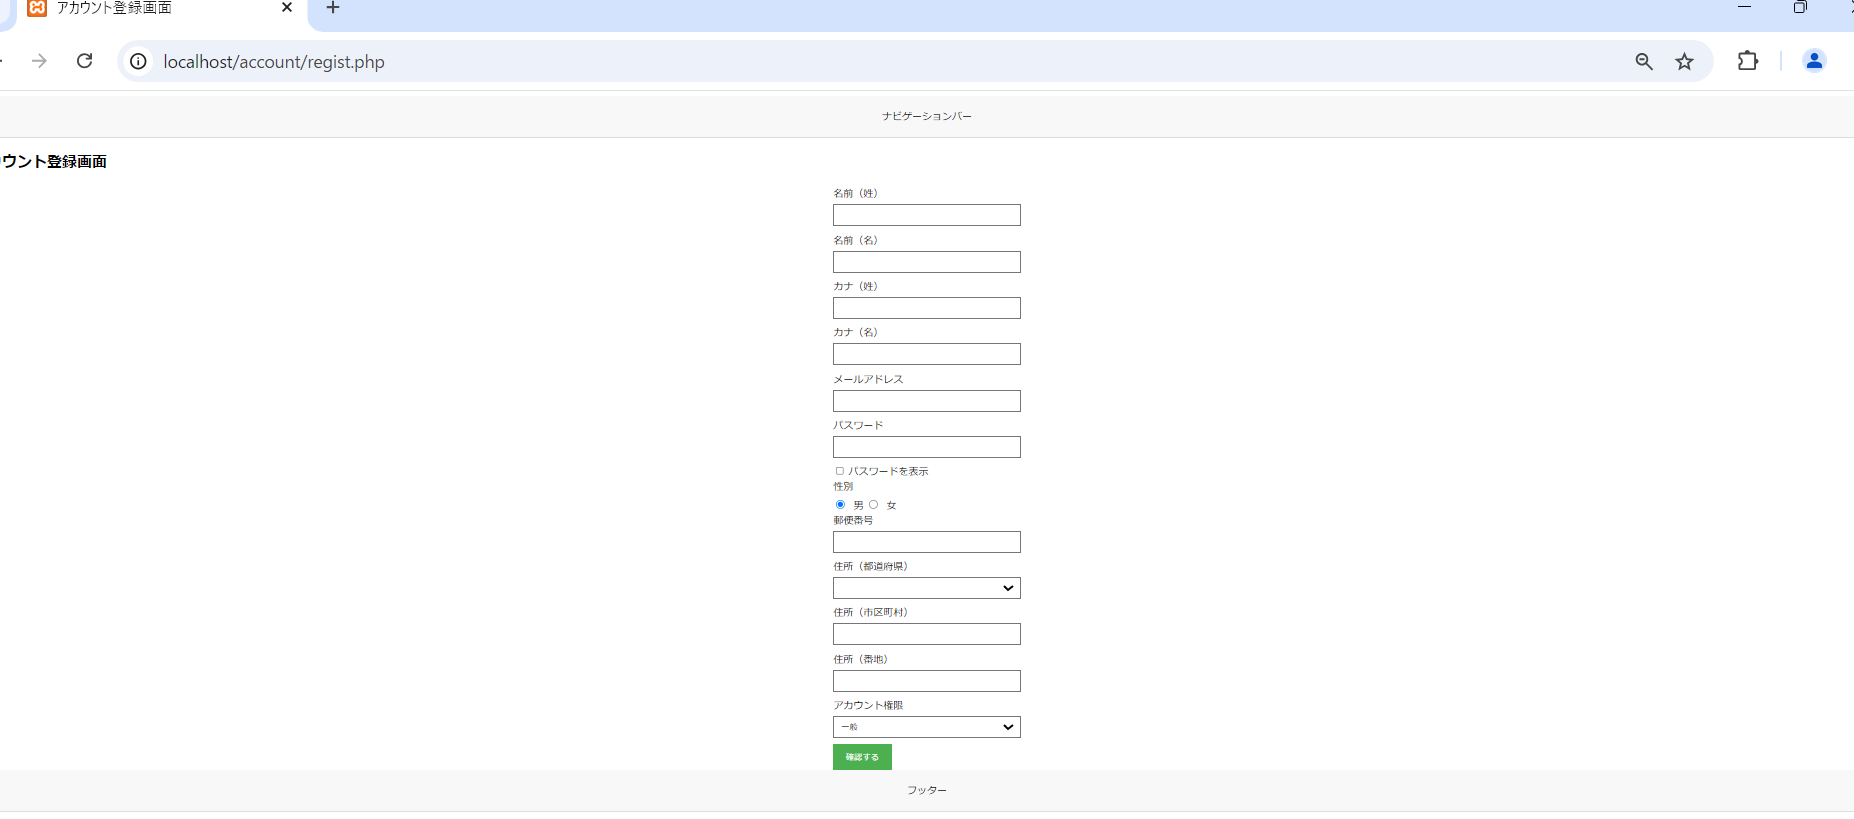 アカウント登録画面
localhost/account/regist.php
ナビゲーションバー
ウント登録画面
名前（姓）
名前（名）
カナ（姓）
カナ（名）
メールアドレス
パスワード
パスワードを表示
性別
男 女
郵便番号
住所（都道府県）
住所（市区町村）
住所（番地）
アカウント権限
一般
確認する
フッター